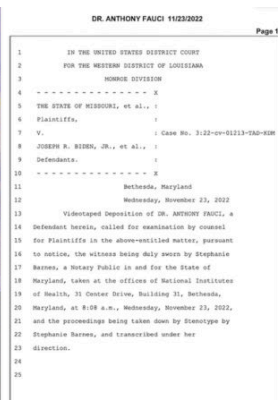 DR. ANTHONY FAUCI 11/23/2022
Page 1
1 IN THE UNITED STATES DISTRICT COURT
2 FOR THE WESTERN DISTRICT OF LOUISIANA
3 MONROE DIVISION
4 - - - - - - - - - - - - - - - X
5 THE STATE OF MISSOURI, et al., :
6 Plaintiffs, :
7 V. : Case No. 3:22-cv-01213-TAD-KDM
8 JOSEPH R. BIDEN, JR., et al., :
9 Defendants. :
10 - - - - - - - - - - - - - - - X
11 Bethesda, Maryland
12 Wednesday, November 23, 2022
13 Videotaped Deposition of DR. ANTHONY FAUCI, a
14 Defendant herein, called for examination by counsel
15 for Plaintiffs in the above-entitled matter, pursuant
16 to notice, the witness being duly sworn by Stephanie
17 Barnes, a Notary Public in and for the State of
18 Maryland, taken at the offices of National Institutes
19 of Health, 31 Center Drive, Building 31, Bethesda,
20 Maryland, at 8:08 a.m., Wednesday, November 23, 2022,
21 and the proceedings being taken down by Stenotype by
22 Stephanie Barnes, and transcribed under her
23 direction.
24
25